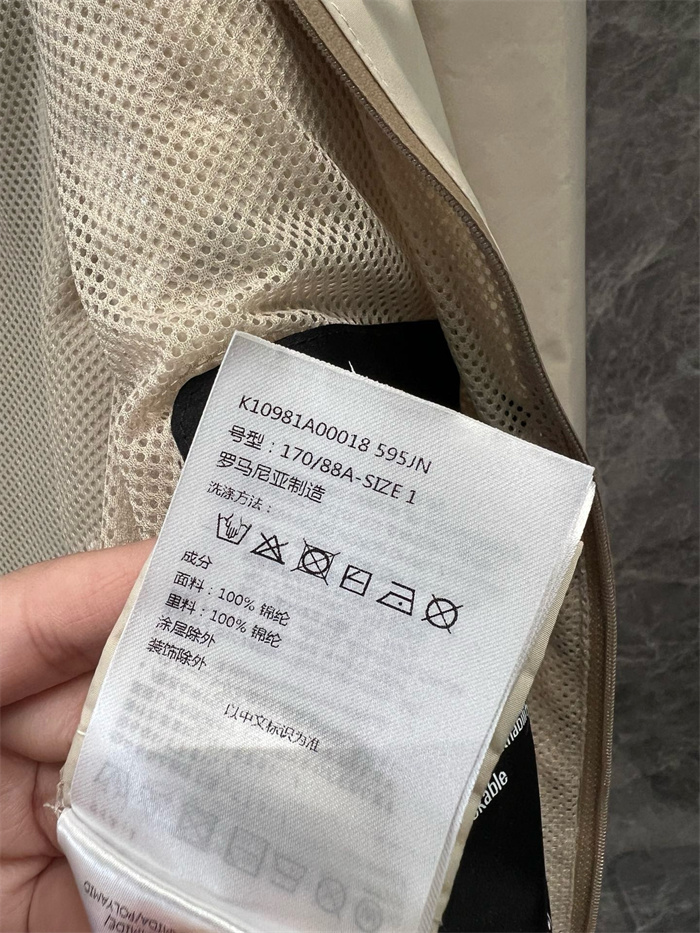 K10981A00018 595JN
号型：170/88A-SIZE 1
罗马尼亚制造
洗涤方法：
成分
面料：100% 锦纶
里料：100% 锦纶
涂层除外
装饰除外
以中文标识为准